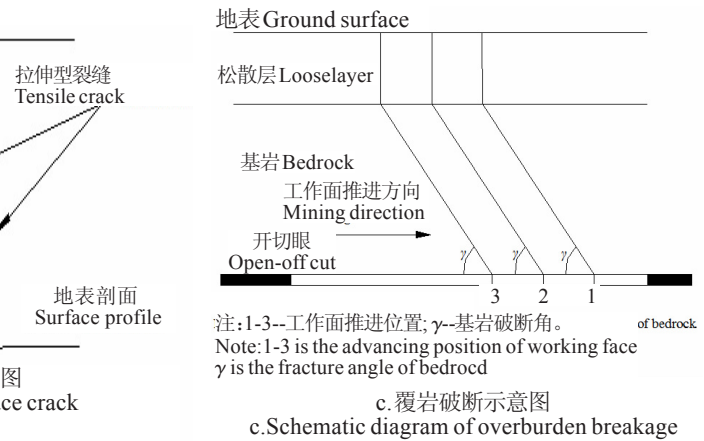 拉伸型裂缝
Tensile crack
地表剖面
Surface profile
图
ce crack
地表Ground surface
松散层Looselayer
基岩Bedrock
工作面推进方向
Mining direction
开切眼
Open-off cut
γ γ γ
3 2 1
注:1-3--工作面推进位置; γ--基岩破断角。
of bedrock
Note:1-3 is the advancing position of working face
γ is the fracture angle of bedrocd
c.覆岩破断示意图
c.Schematic diagram of overburden breakage